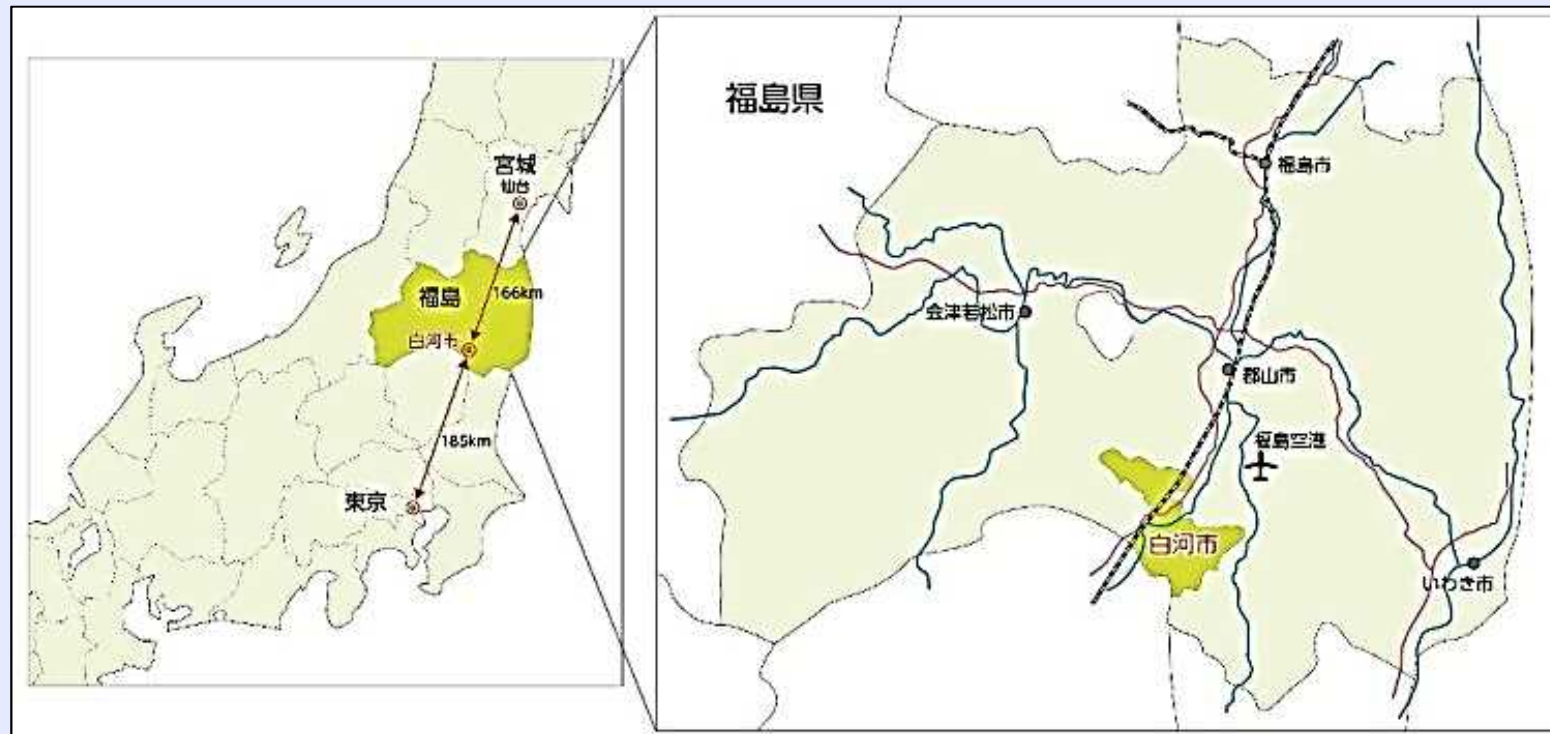 宮城
仙台
166km
福島
白河市
185km
東京
福島県
福島市
会津若松市
郡山市
福島空港
白河市
いわき市